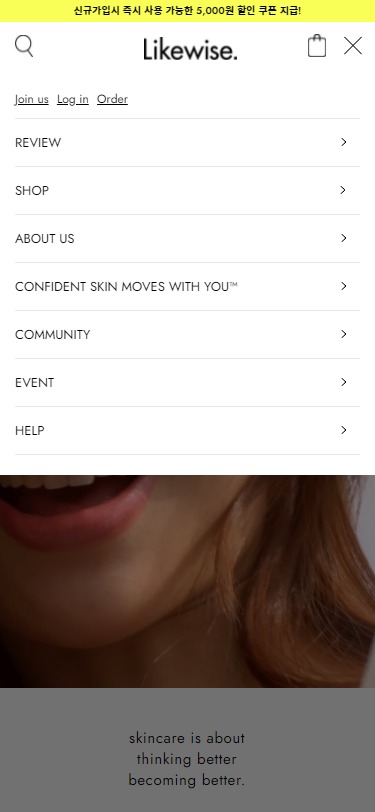 신규가입시 즉시 사용 가능한 5,000원 할인 쿠폰 지급!
Likewise.
Join us Log in Order
REVIEW
SHOP
ABOUT US
CONFIDENT SKIN MOVES WITH YOU™
COMMUNITY
EVENT
HELP
skincare is about
thinking better
becoming better.